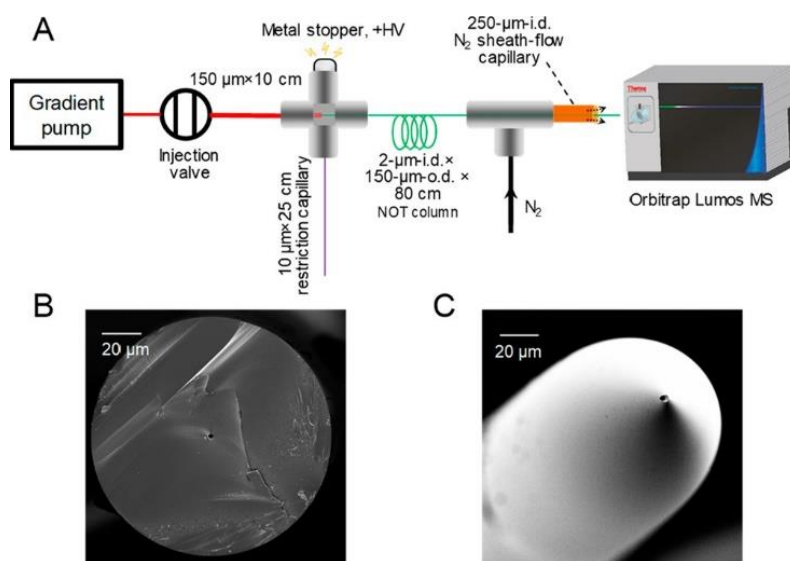 A
Metal stopper, +HV
250-µm-i.d.
N₂ sheath-flow
capillary
150 µm×10 cm
Gradient
pump
Injection
valve
10 µm×25 cm
restriction capillary
2-µm-i.d.×
150-µm-o.d. ×
80 cm
NOT column
N₂
Thermo
Orbitrap Lumos MS
B
20 µm
C
20 µm